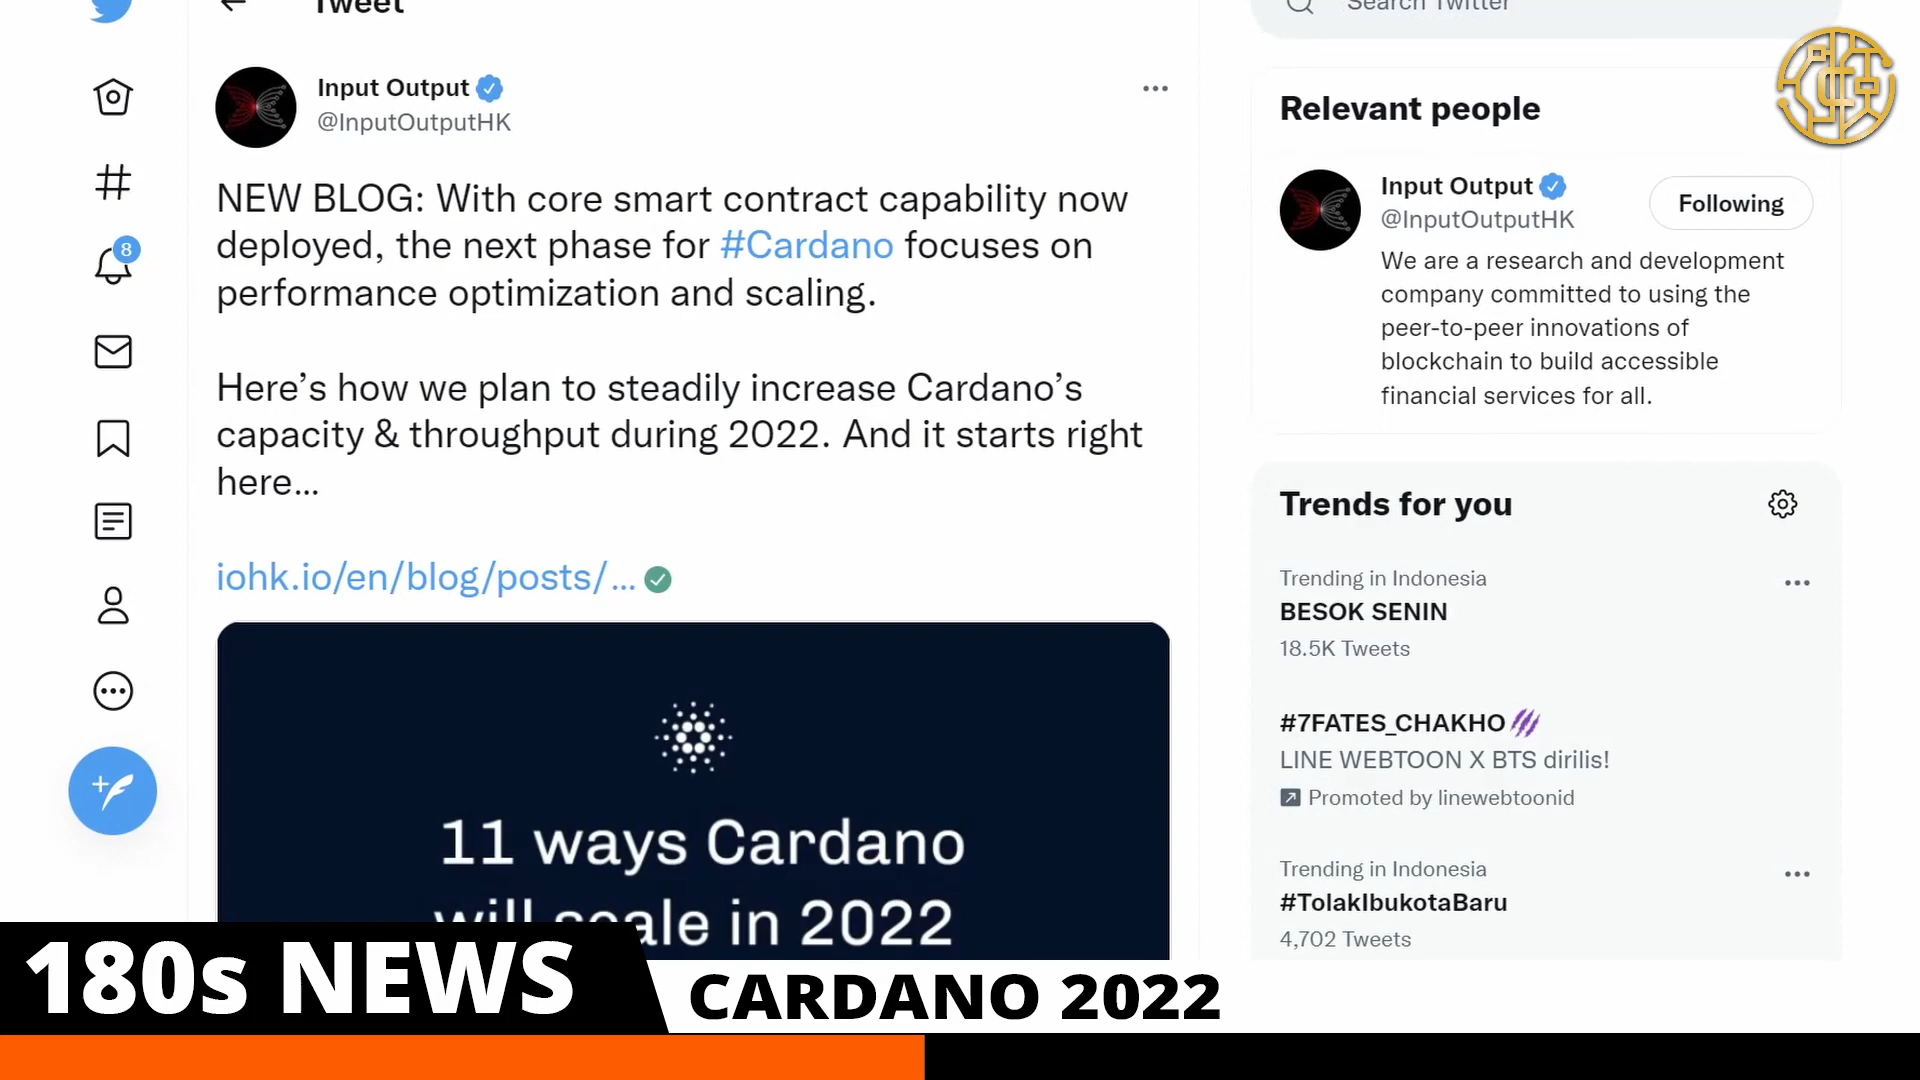 Tweet
Search Twitter
Input Output
@InputOutputHK
NEW BLOG: With core smart contract capability now
deployed, the next phase for #Cardano focuses on
performance optimization and scaling.
Here’s how we plan to steadily increase Cardano’s
capacity & throughput during 2022. And it starts right
here...
iohk.io/en/blog/posts/...
11 ways Cardano
will scale in 2022
8
Relevant people
Input Output
@InputOutputHK
Following
We are a research and development
company committed to using the
peer-to-peer innovations of
blockchain to build accessible
financial services for all.
Trends for you
Trending in Indonesia
BESOK SENIN
18.5K Tweets
#7FATES_CHAKHO
LINE WEBTOON X BTS dirilis!
Promoted by linewebtoonid
Trending in Indonesia
#TolakIbukotaBaru
4,702 Tweets
180s NEWS
CARDANO 2022